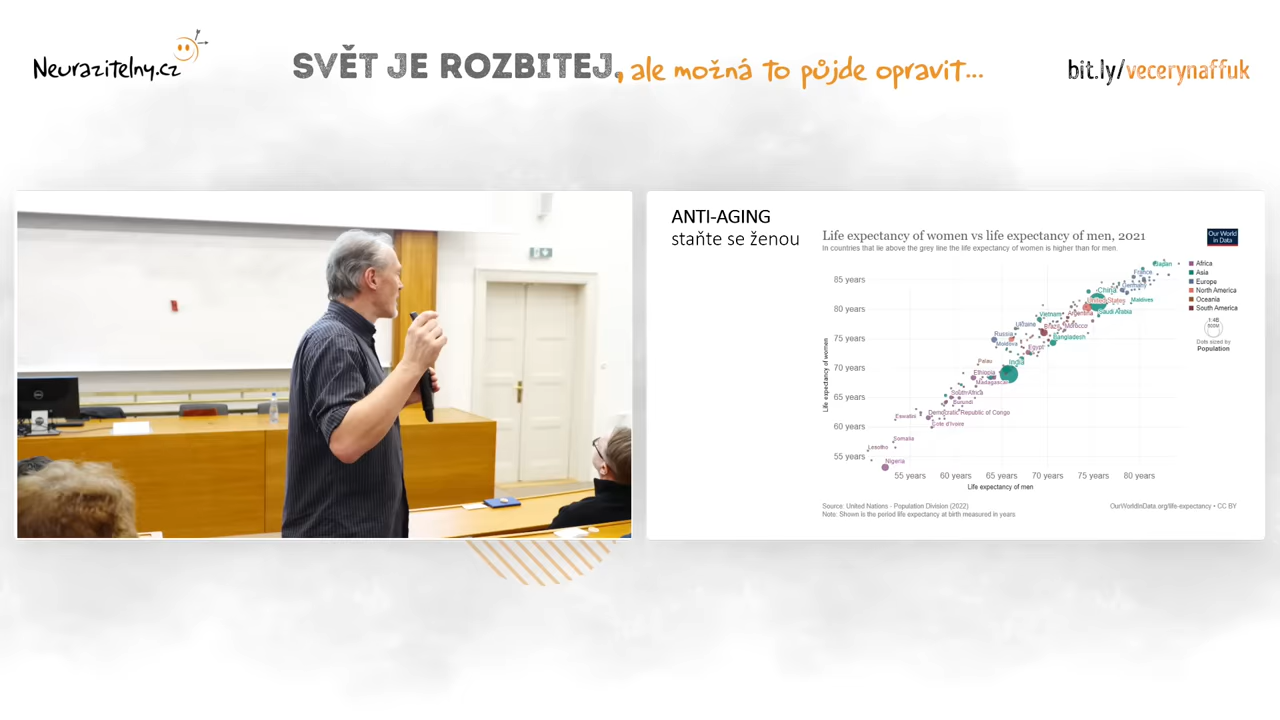 Neurazitelny.cz
SVĚT JE ROZBITEJ, ale možná to půjde opravit...
bit.ly/vecerynaffuk
DELL
ANTI-AGING
staňte se ženou
Life expectancy of women vs life expectancy of men, 2021
In countries that lie above the grey line the life expectancy of women is higher than for men.
Our World
in Data
Life expectancy of women
85 years
80 years
75 years
70 years
65 years
60 years
55 years
Japan
France
Germany
China
United States
Maldives
Saudi Arabia
Vietnam
Argentina
Ukraine
Brazil
Morocco
Russia
Bangladesh
Moldova
Egypt
Palau
India
Ethiopia
Madagascar
South Africa
Burundi
Eswatini
Democratic Republic of Congo
Cote d'Ivoire
Somalia
Lesotho
Nigeria
55 years
60 years
65 years
70 years
75 years
80 years
Life expectancy of men
Africa
Asia
Europe
North America
Oceania
South America
1.4B
600M
Dots sized by
Population
Source: United Nations - Population Division (2022)
Note: Shown is the period life expectancy at birth measured in years
OurWorldInData.org/life-expectancy • CC BY